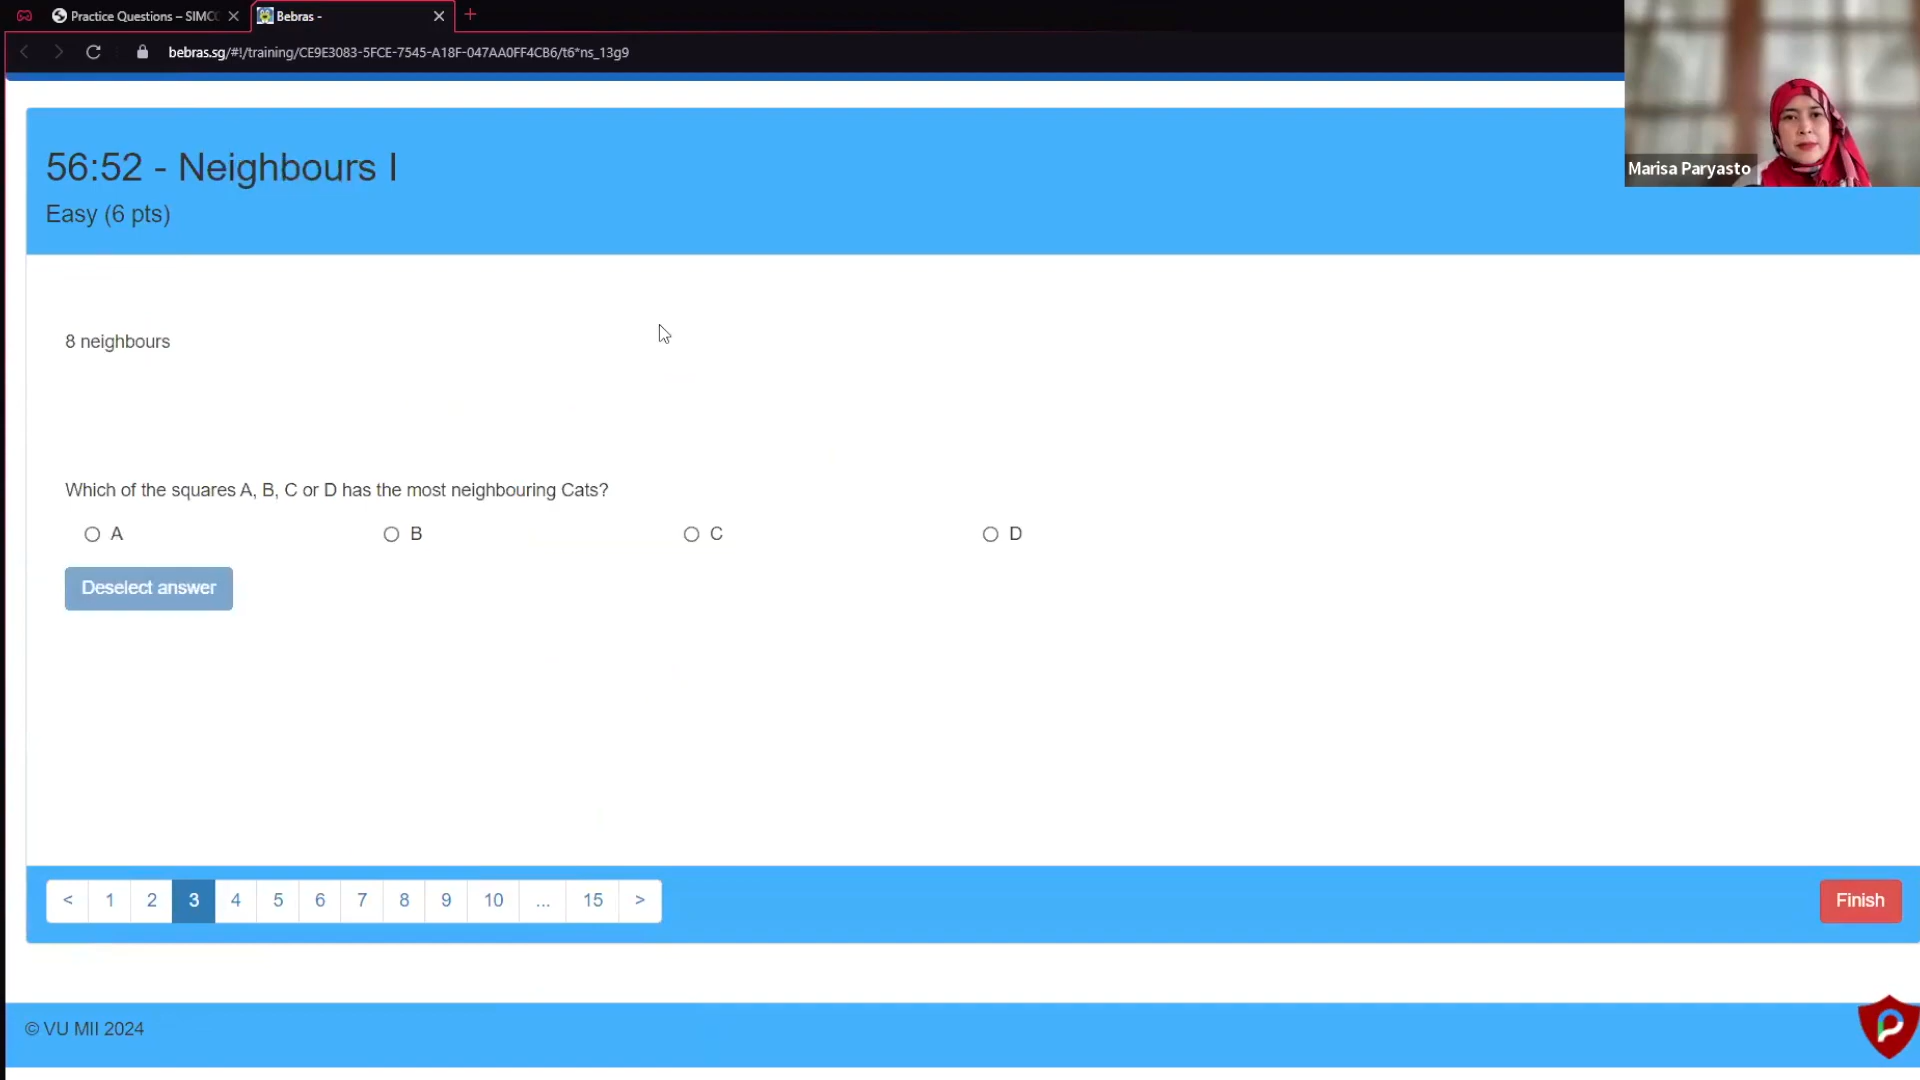 Practice Questions – SIMCC
Bebras -
bebras.sg/#!/training/CE9E3083-5FCE-7545-A18F-047AA0FF4CB6/t6*ns_13g9
Marisa Paryasto
56:52 - Neighbours I
Easy (6 pts)
8 neighbours
Which of the squares A, B, C or D has the most neighbouring Cats?
A B C D
Deselect answer
< 1 2 3 4 5 6 7 8 9 10 ... 15 >
Finish
© VU MII 2024